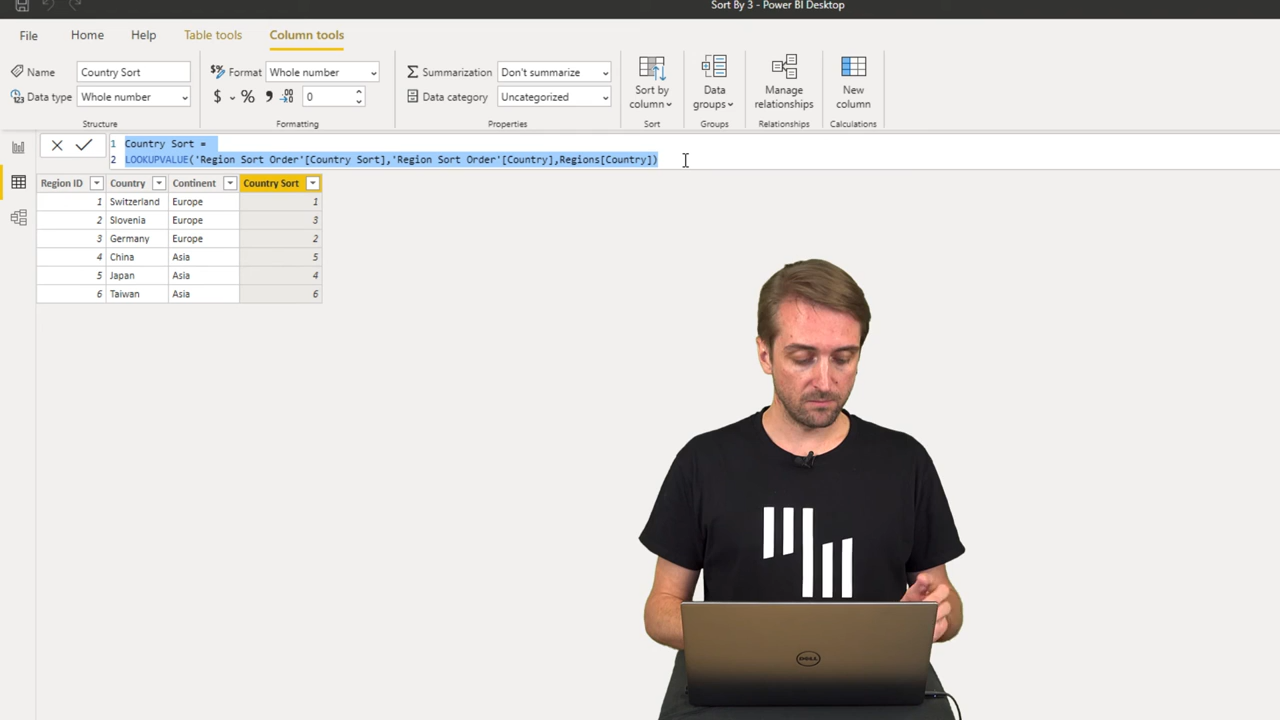 Sort By 3 - Power BI Desktop
File Home Help Table tools Column tools
Name Country Sort
Data type Whole number
Structure
Format Whole number
$ % 0
Formatting
Summarization Don't summarize
Data category Uncategorized
Properties
Sort by column
Sort
Data groups
Groups
Manage relationships
Relationships
New column
Calculations
1 Country Sort =
2 LOOKUPVALUE('Region Sort Order'[Country Sort],'Region Sort Order'[Country],Regions[Country])
Region ID Country Continent Country Sort
1 Switzerland Europe 1
2 Slovenia Europe 3
3 Germany Europe 2
4 China Asia 5
5 Japan Asia 4
6 Taiwan Asia 6
DELL